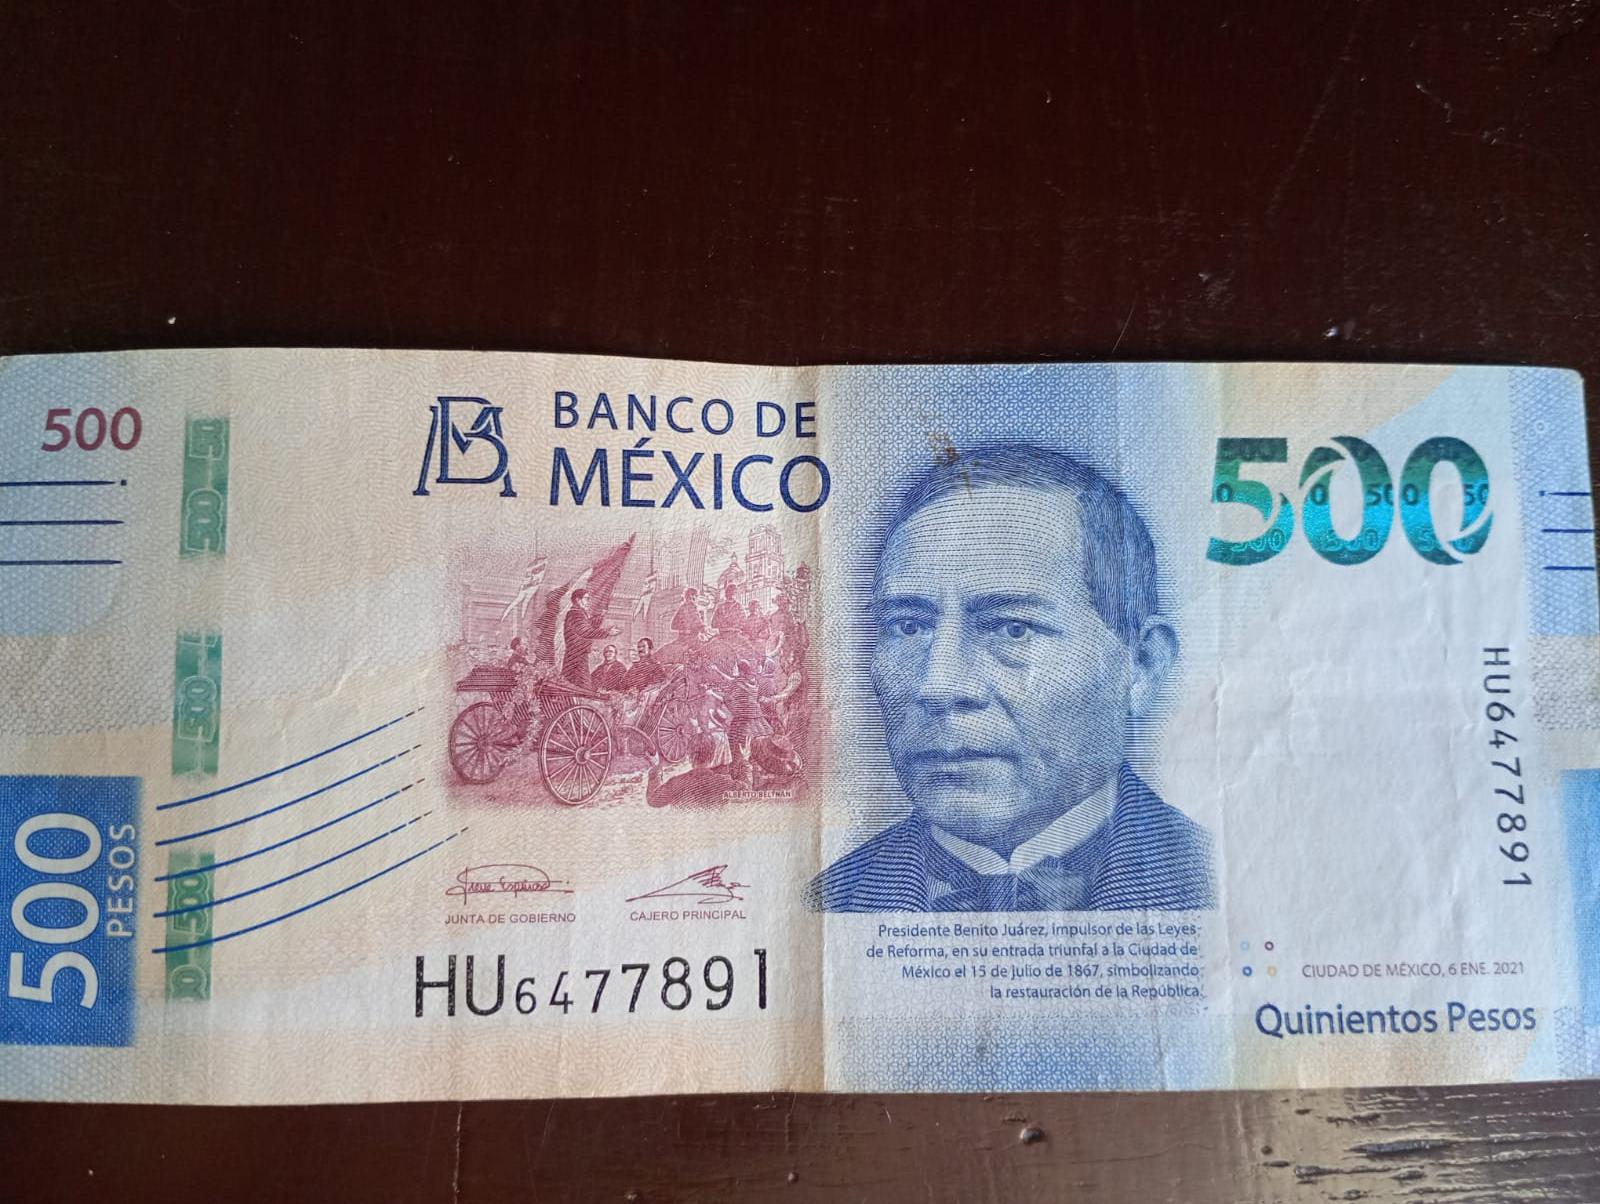 500
BANCO DE
MÉXICO
500
ALBERTO BELTRÁN
500
PESOS
JUNTA DE GOBIERNO
CAJERO PRINCIPAL
HU6477891
HU6477891
Presidente Benito Juárez, impulsor de las Leyes
de Reforma, en su entrada triunfal a la Ciudad de
México el 15 de julio de 1867, simbolizando
la restauración de la República.
CIUDAD DE MÉXICO, 6 ENE. 2021
Quinientos Pesos